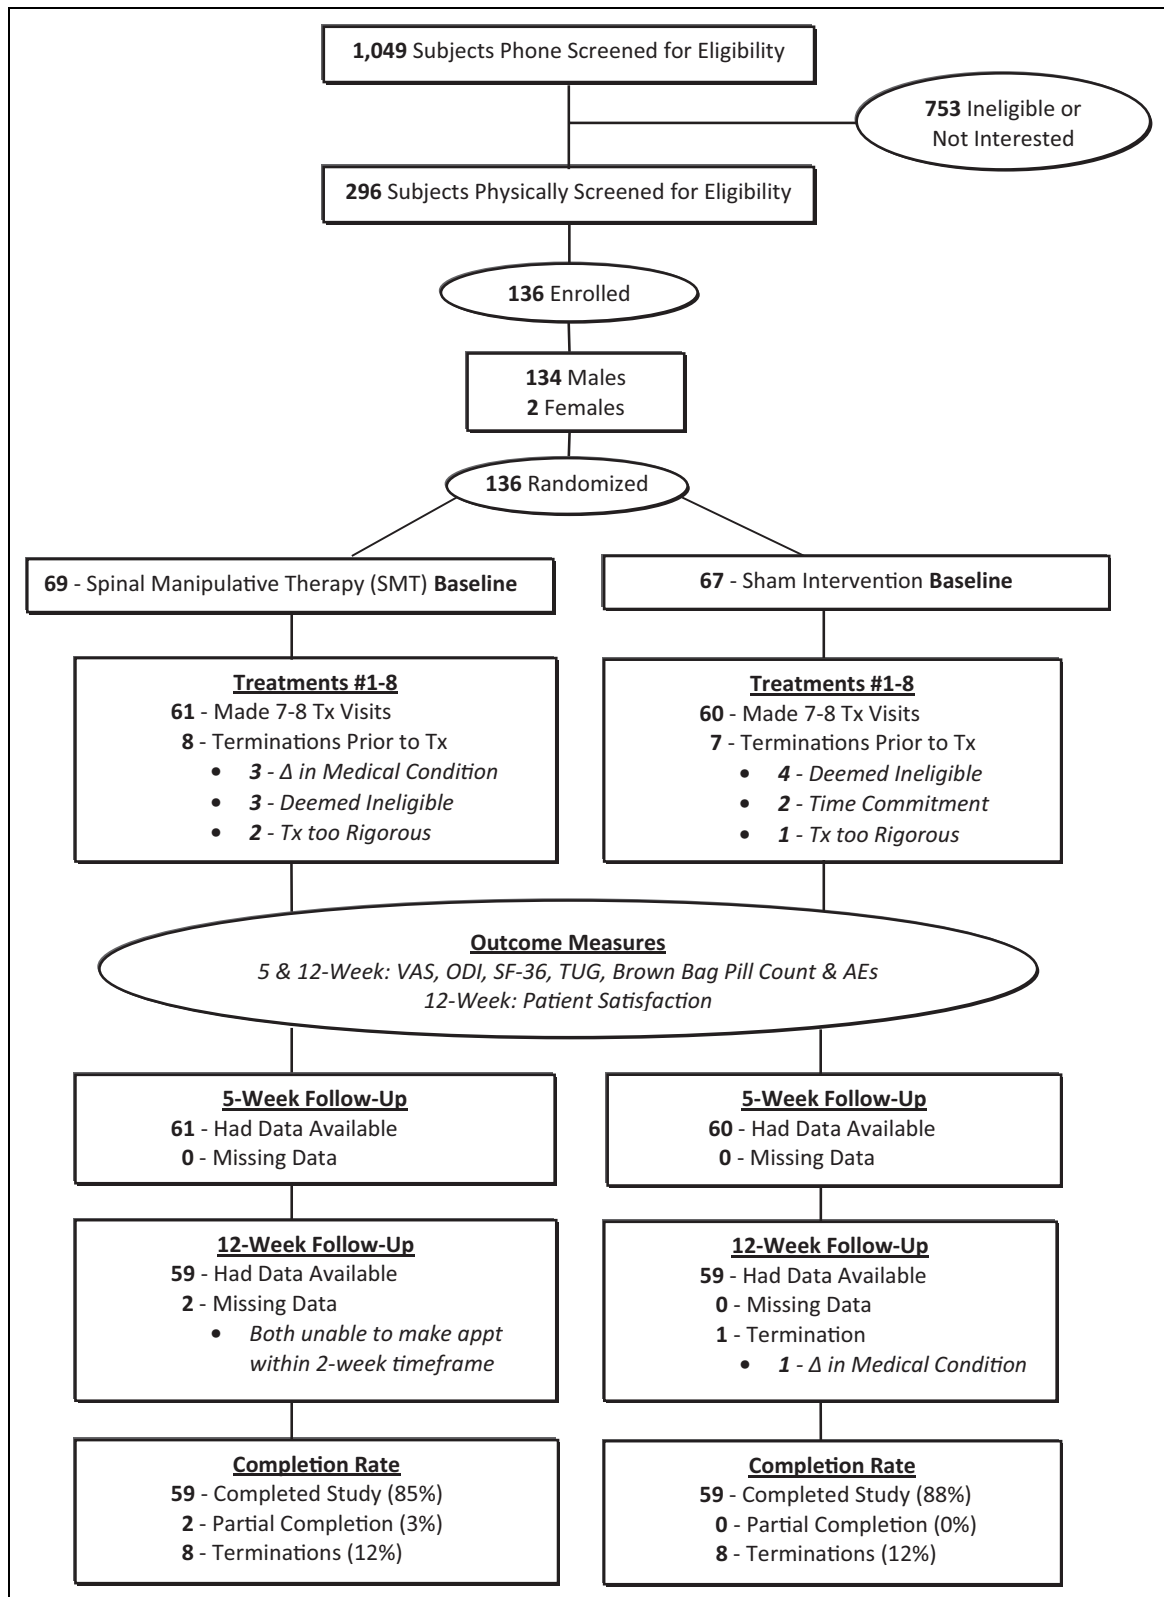 1,049 Subjects Phone Screened for Eligibility
753 Ineligible or
Not Interested
296 Subjects Physically Screened for Eligibility
136 Enrolled
134 Males
2 Females
136 Randomized
69 - Spinal Manipulative Therapy (SMT) Baseline
67 - Sham Intervention Baseline
Treatments #1-8
61 - Made 7-8 Tx Visits
8 - Terminations Prior to Tx
• 3 - Δ in Medical Condition
• 3 - Deemed Ineligible
• 2 - Tx too Rigorous
Treatments #1-8
60 - Made 7-8 Tx Visits
7 - Terminations Prior to Tx
• 4 - Deemed Ineligible
• 2 - Time Commitment
• 1 - Tx too Rigorous
Outcome Measures
5 & 12-Week: VAS, ODI, SF-36, TUG, Brown Bag Pill Count & AEs
12-Week: Patient Satisfaction
5-Week Follow-Up
61 - Had Data Available
0 - Missing Data
5-Week Follow-Up
60 - Had Data Available
0 - Missing Data
12-Week Follow-Up
59 - Had Data Available
2 - Missing Data
• Both unable to make appt
within 2-week timeframe
12-Week Follow-Up
59 - Had Data Available
0 - Missing Data
1 - Termination
• 1 - Δ in Medical Condition
Completion Rate
59 - Completed Study (85%)
2 - Partial Completion (3%)
8 - Terminations (12%)
Completion Rate
59 - Completed Study (88%)
0 - Partial Completion (0%)
8 - Terminations (12%)